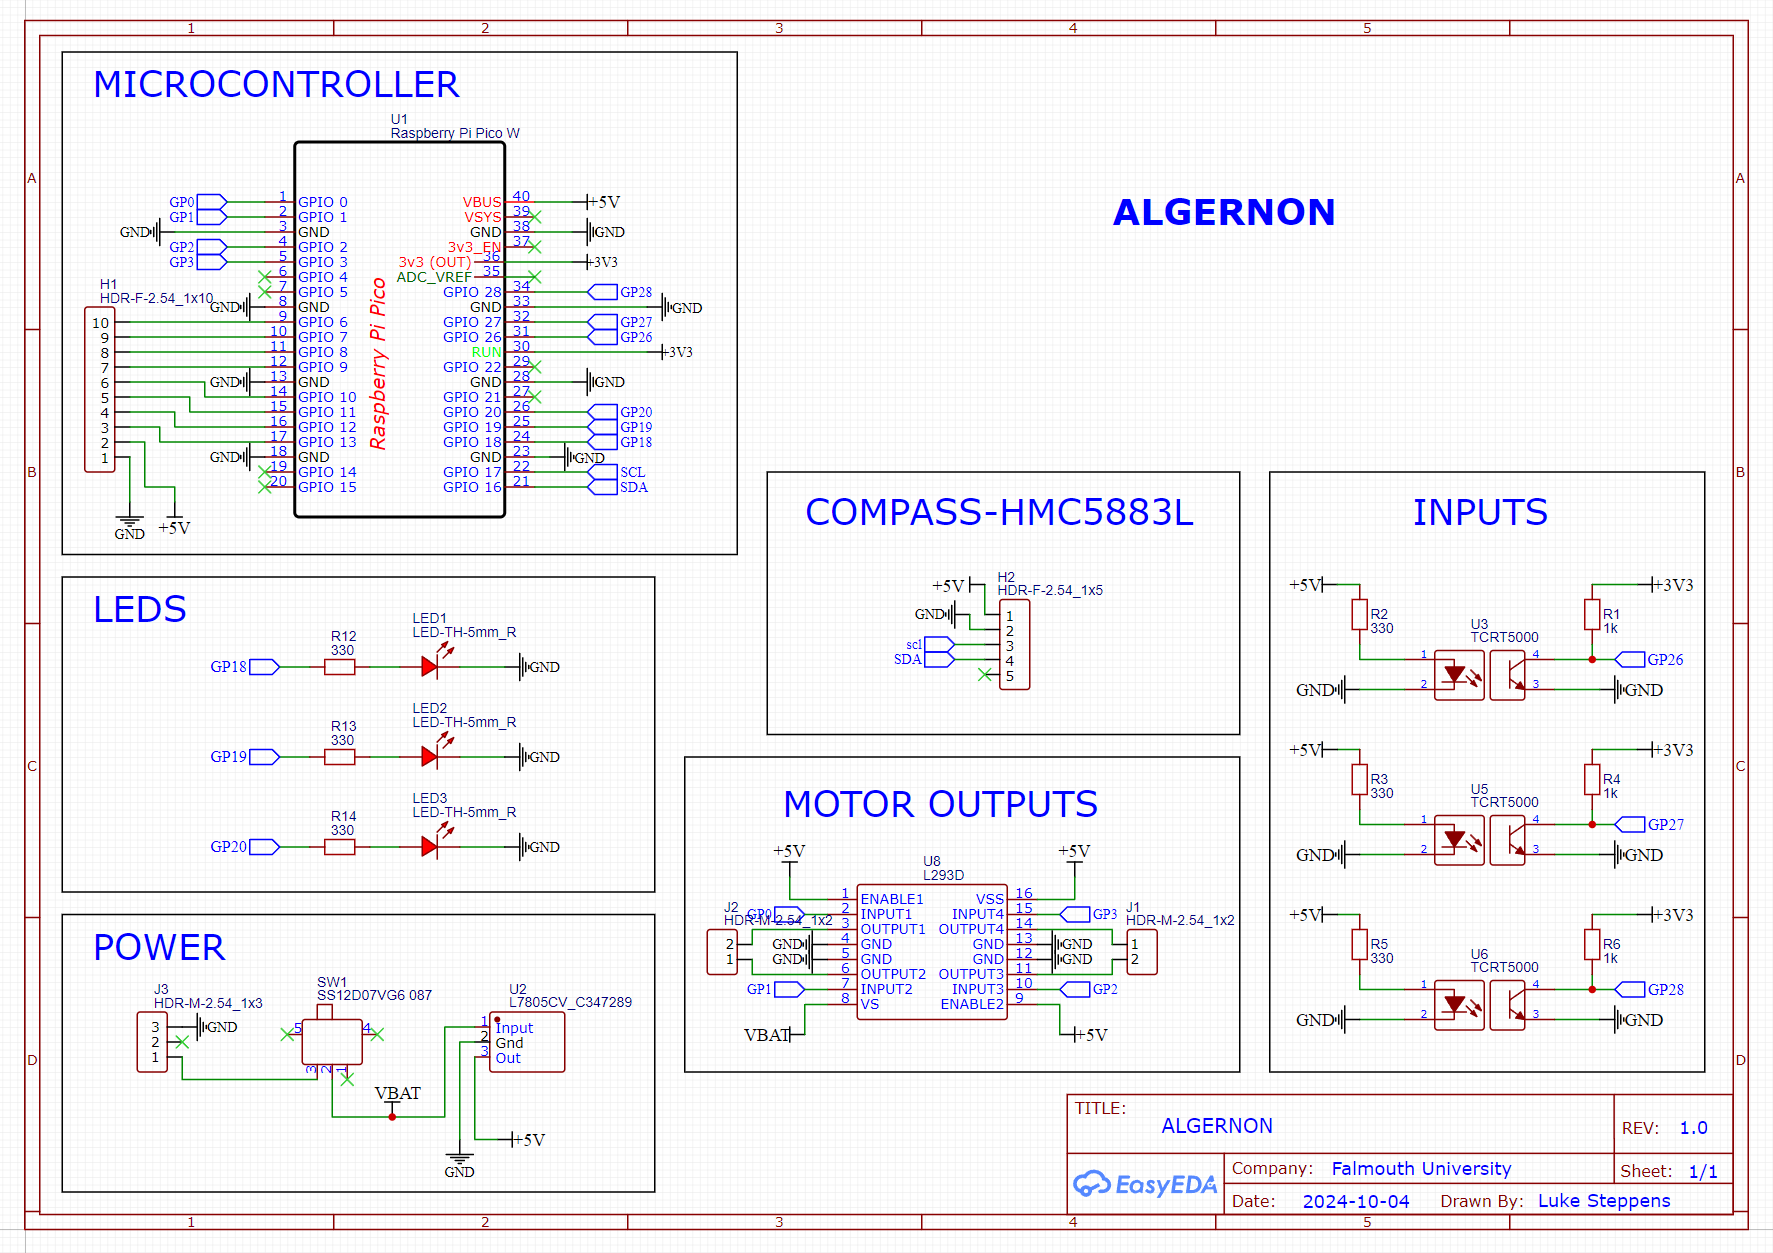 1 2 3 4 5
A B C D
A B C D
1 2 3 4 5
MICROCONTROLLER
U1
Raspberry Pi Pico W
Raspberry Pi Pico
GP0 1 GPIO 0
GP1 2 GPIO 1
GND 3 GND
GP2 4 GPIO 2
GP3 5 GPIO 3
6 GPIO 4
7 GPIO 5
GND 8 GND
9 GPIO 6
10 GPIO 7
11 GPIO 8
12 GPIO 9
GND 13 GND
14 GPIO 10
15 GPIO 11
16 GPIO 12
17 GPIO 13
GND 18 GND
19 GPIO 14
20 GPIO 15
VBUS 40 +5V
VSYS 39
GND 38 GND
3v3_EN 37
3v3 (OUT) 36 +3V3
ADC_VREF 35
GPIO 28 34 GP28
GND 33 GND
GPIO 27 32 GP27
GPIO 26 31 GP26
RUN 30 +3V3
GPIO 22 29
GND 28 GND
GPIO 21 27
GPIO 20 26 GP20
GPIO 19 25 GP19
GPIO 18 24 GP18
GND 23 GND
GPIO 17 22 SCL
GPIO 16 21 SDA
H1
HDR-F-2.54_1x10
10
9
8
7
6
5
4
3
2
1
GND +5V
ALGERNON
LEDS
LED1
LED-TH-5mm_R
R12
330
GP18 GND
LED2
LED-TH-5mm_R
R13
330
GP19 GND
LED3
LED-TH-5mm_R
R14
330
GP20 GND
POWER
J3
HDR-M-2.54_1x3
3 GND
2
1
SW1
SS12D07VG6 087
5 4
3 2 1
VBAT
U2
L7805CV_C347289
1 Input
2 Gnd
3 Out
+5V
GND
COMPASS-HMC5883L
H2
HDR-F-2.54_1x5
+5V 1
GND 2
scl 3
SDA 4
5
MOTOR OUTPUTS
+5V +5V
U8
L293D
J2
HDR-M-2.54_1x2
2
1
J1
HDR-M-2.54_1x2
1
2
1 ENABLE1 VSS 16
GP0 2 INPUT1 INPUT4 15 GP3
3 OUTPUT1 OUTPUT4 14
GND 4 GND GND 13 GND
GND 5 GND GND 12 GND
6 OUTPUT2 OUTPUT3 11
GP1 7 INPUT2 INPUT3 10 GP2
8 VS ENABLE2 9
VBAT +5V
INPUTS
+5V +3V3
R2
330
R1
1k
U3
TCRT5000
1 4 GP26
GND 2 3 GND
+5V +3V3
R3
330
R4
1k
U5
TCRT5000
1 4 GP27
GND 2 3 GND
+5V +3V3
R5
330
R6
1k
U6
TCRT5000
1 4 GP28
GND 2 3 GND
TITLE:
ALGERNON
REV: 1.0
EasyEDA
Company: Falmouth University
Sheet: 1/1
Date: 2024-10-04 Drawn By: Luke Steppens